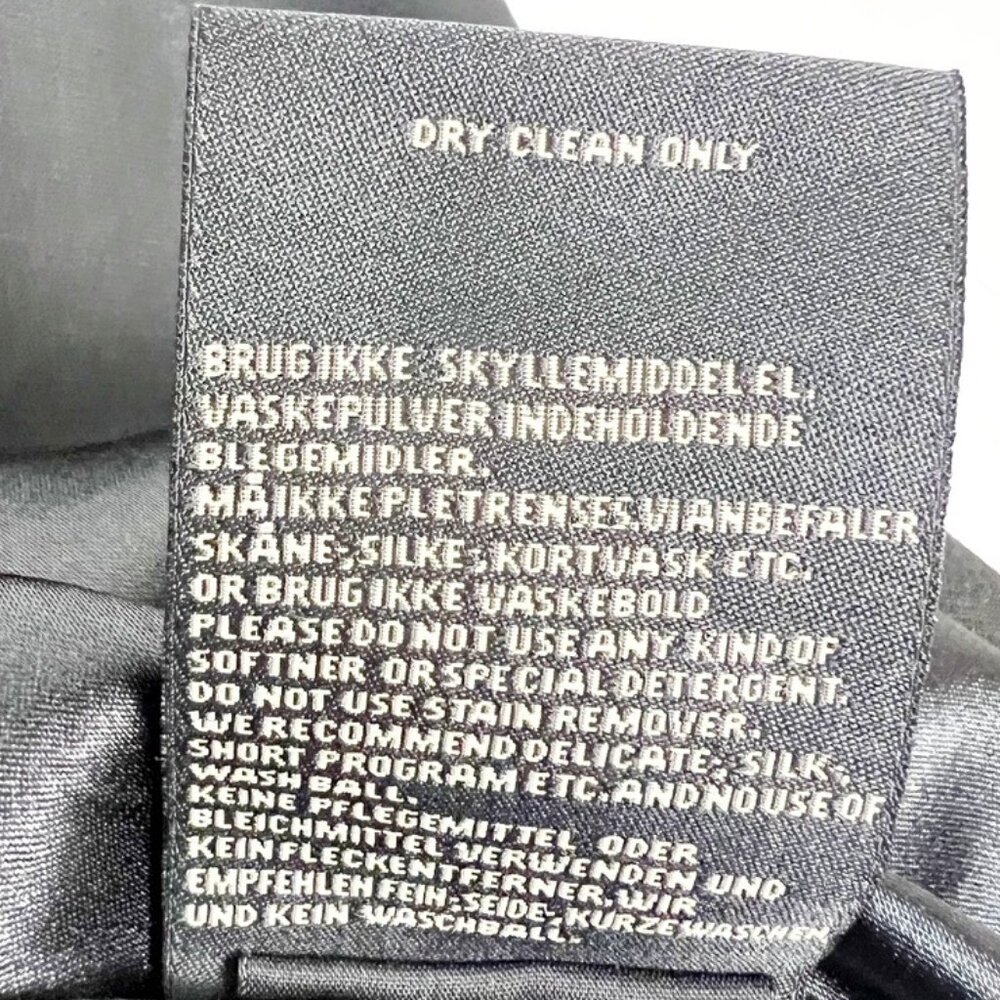 DRY CLEAN ONLY
BRUG IKKE SKYLLEMIDDEL EL.
VASKEPULVER INDEHOLDENDE
BLEGEMIDLER.
MÅ IKKE PLETRENSES. VI ANBEFALER
SKÅNE-, SILKE-, KORTVASK ETC.
OR BRUG IKKE VASKEBOLD
PLEASE DO NOT USE ANY KIND OF
SOFTNER OR SPECIAL DETERGENT.
DO NOT USE STAIN REMOVER.
WE RECOMMEND DELICATE-, SILK-,
SHORT PROGRAM ETC. AND NO USE OF
WASH BALL.
KEINE PFLEGEMITTEL ODER
BLEICHMITTEL VERWENDEN UND
KEIN FLECKENTFERNER. WIR
EMPFEHLEN FEIH-, SEIDE-, KURZE WASCHEN
UND KEIN WASCHBALL.